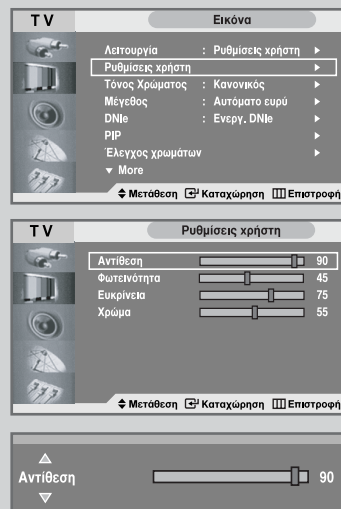 TV Εικόνα
Λειτουργία : Ρυθμίσεις χρήστη
Ρυθμίσεις χρήστη
Τόνος Χρώματος : Κανονικός
Μέγεθος : Αυτόματο ευρύ
DNIe : Ενεργ. DNIe
PIP
Έλεγχος χρωμάτων
▼ More
Μετάθεση Καταχώρηση Επιστροφή
TV Ρυθμίσεις χρήστη
Αντίθεση 90
Φωτεινότητα 45
Ευκρίνεια 75
Χρώμα 55
Μετάθεση Καταχώρηση Επιστροφή
Αντίθεση 90